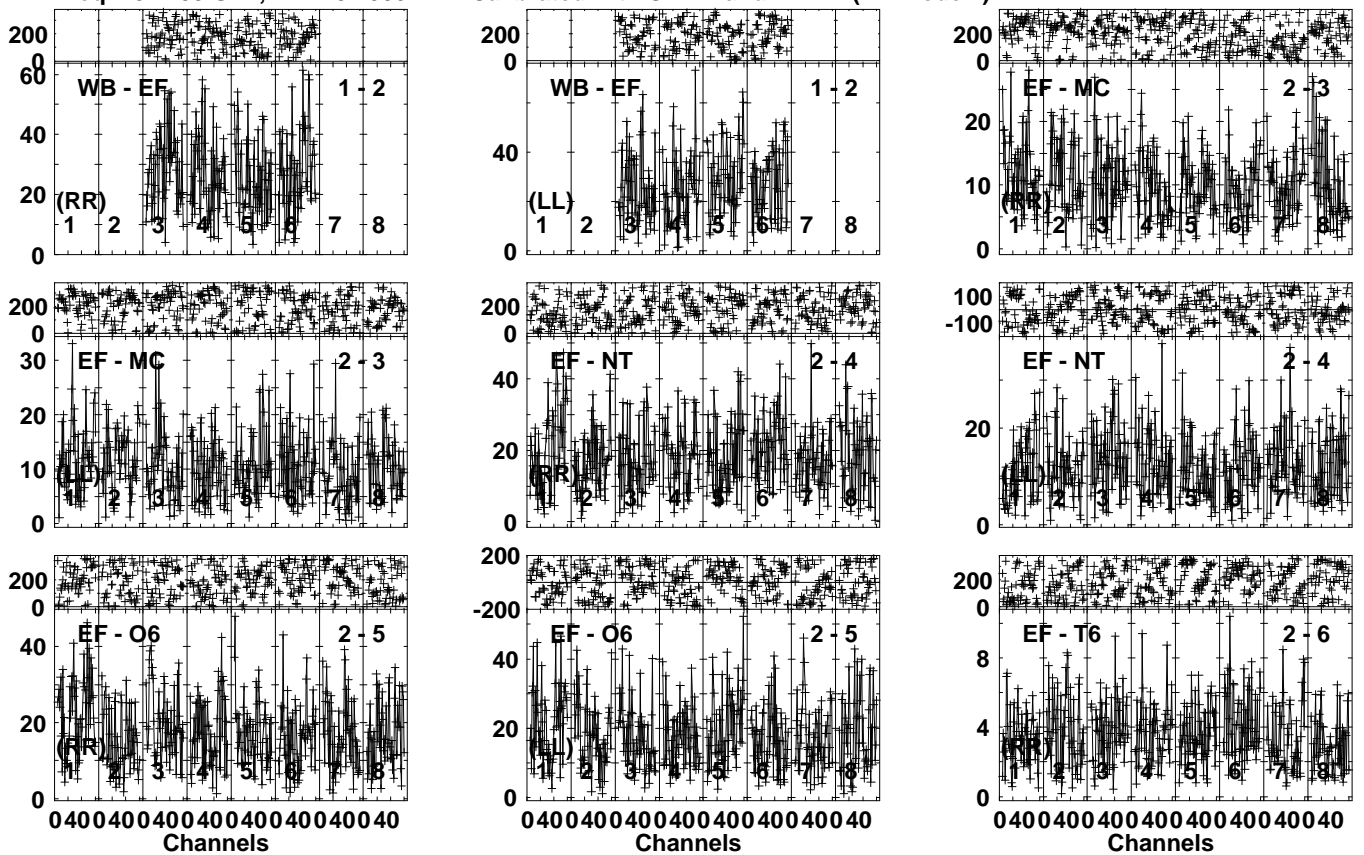 200 200 200
0 0 0
60 WB - EF 1 - 2 WB - EF 1 - 2 EF - MC 2 - 3
40 40 20
20 (RR) (LL) 10 (RR)
1 2 3 4 5 6 7 8 1 2 3 4 5 6 7 8 1 2 3 4 5 6 7 8
0 0 0
200 200 100
0 0 -100
30 EF - MC 2 - 3 40 EF - NT 2 - 4 EF - NT 2 - 4
20 20 20
10 (LL) (RR) (LL)
1 2 3 4 5 6 7 8 1 2 3 4 5 6 7 8 1 2 3 4 5 6 7 8
0 0 0
200 200 200
0 -200 0
EF - O6 2 - 5 EF - O6 2 - 5 EF - T6 2 - 6
40 40 8
20 (RR) 20 (LL) 4 (RR)
1 2 3 4 5 6 7 8 1 2 3 4 5 6 7 8 1 2 3 4 5 6 7 8
0 0 0
0 40 0 40 0 40 0 40 0 40 0 40 0 40 0 40 0 40 0 40 0 40 0 40 0 40 0 40 0 40 0 40 0 40 0 40 0 40 0 40 0 40 0 40 0 40 0 40
Channels Channels Channels